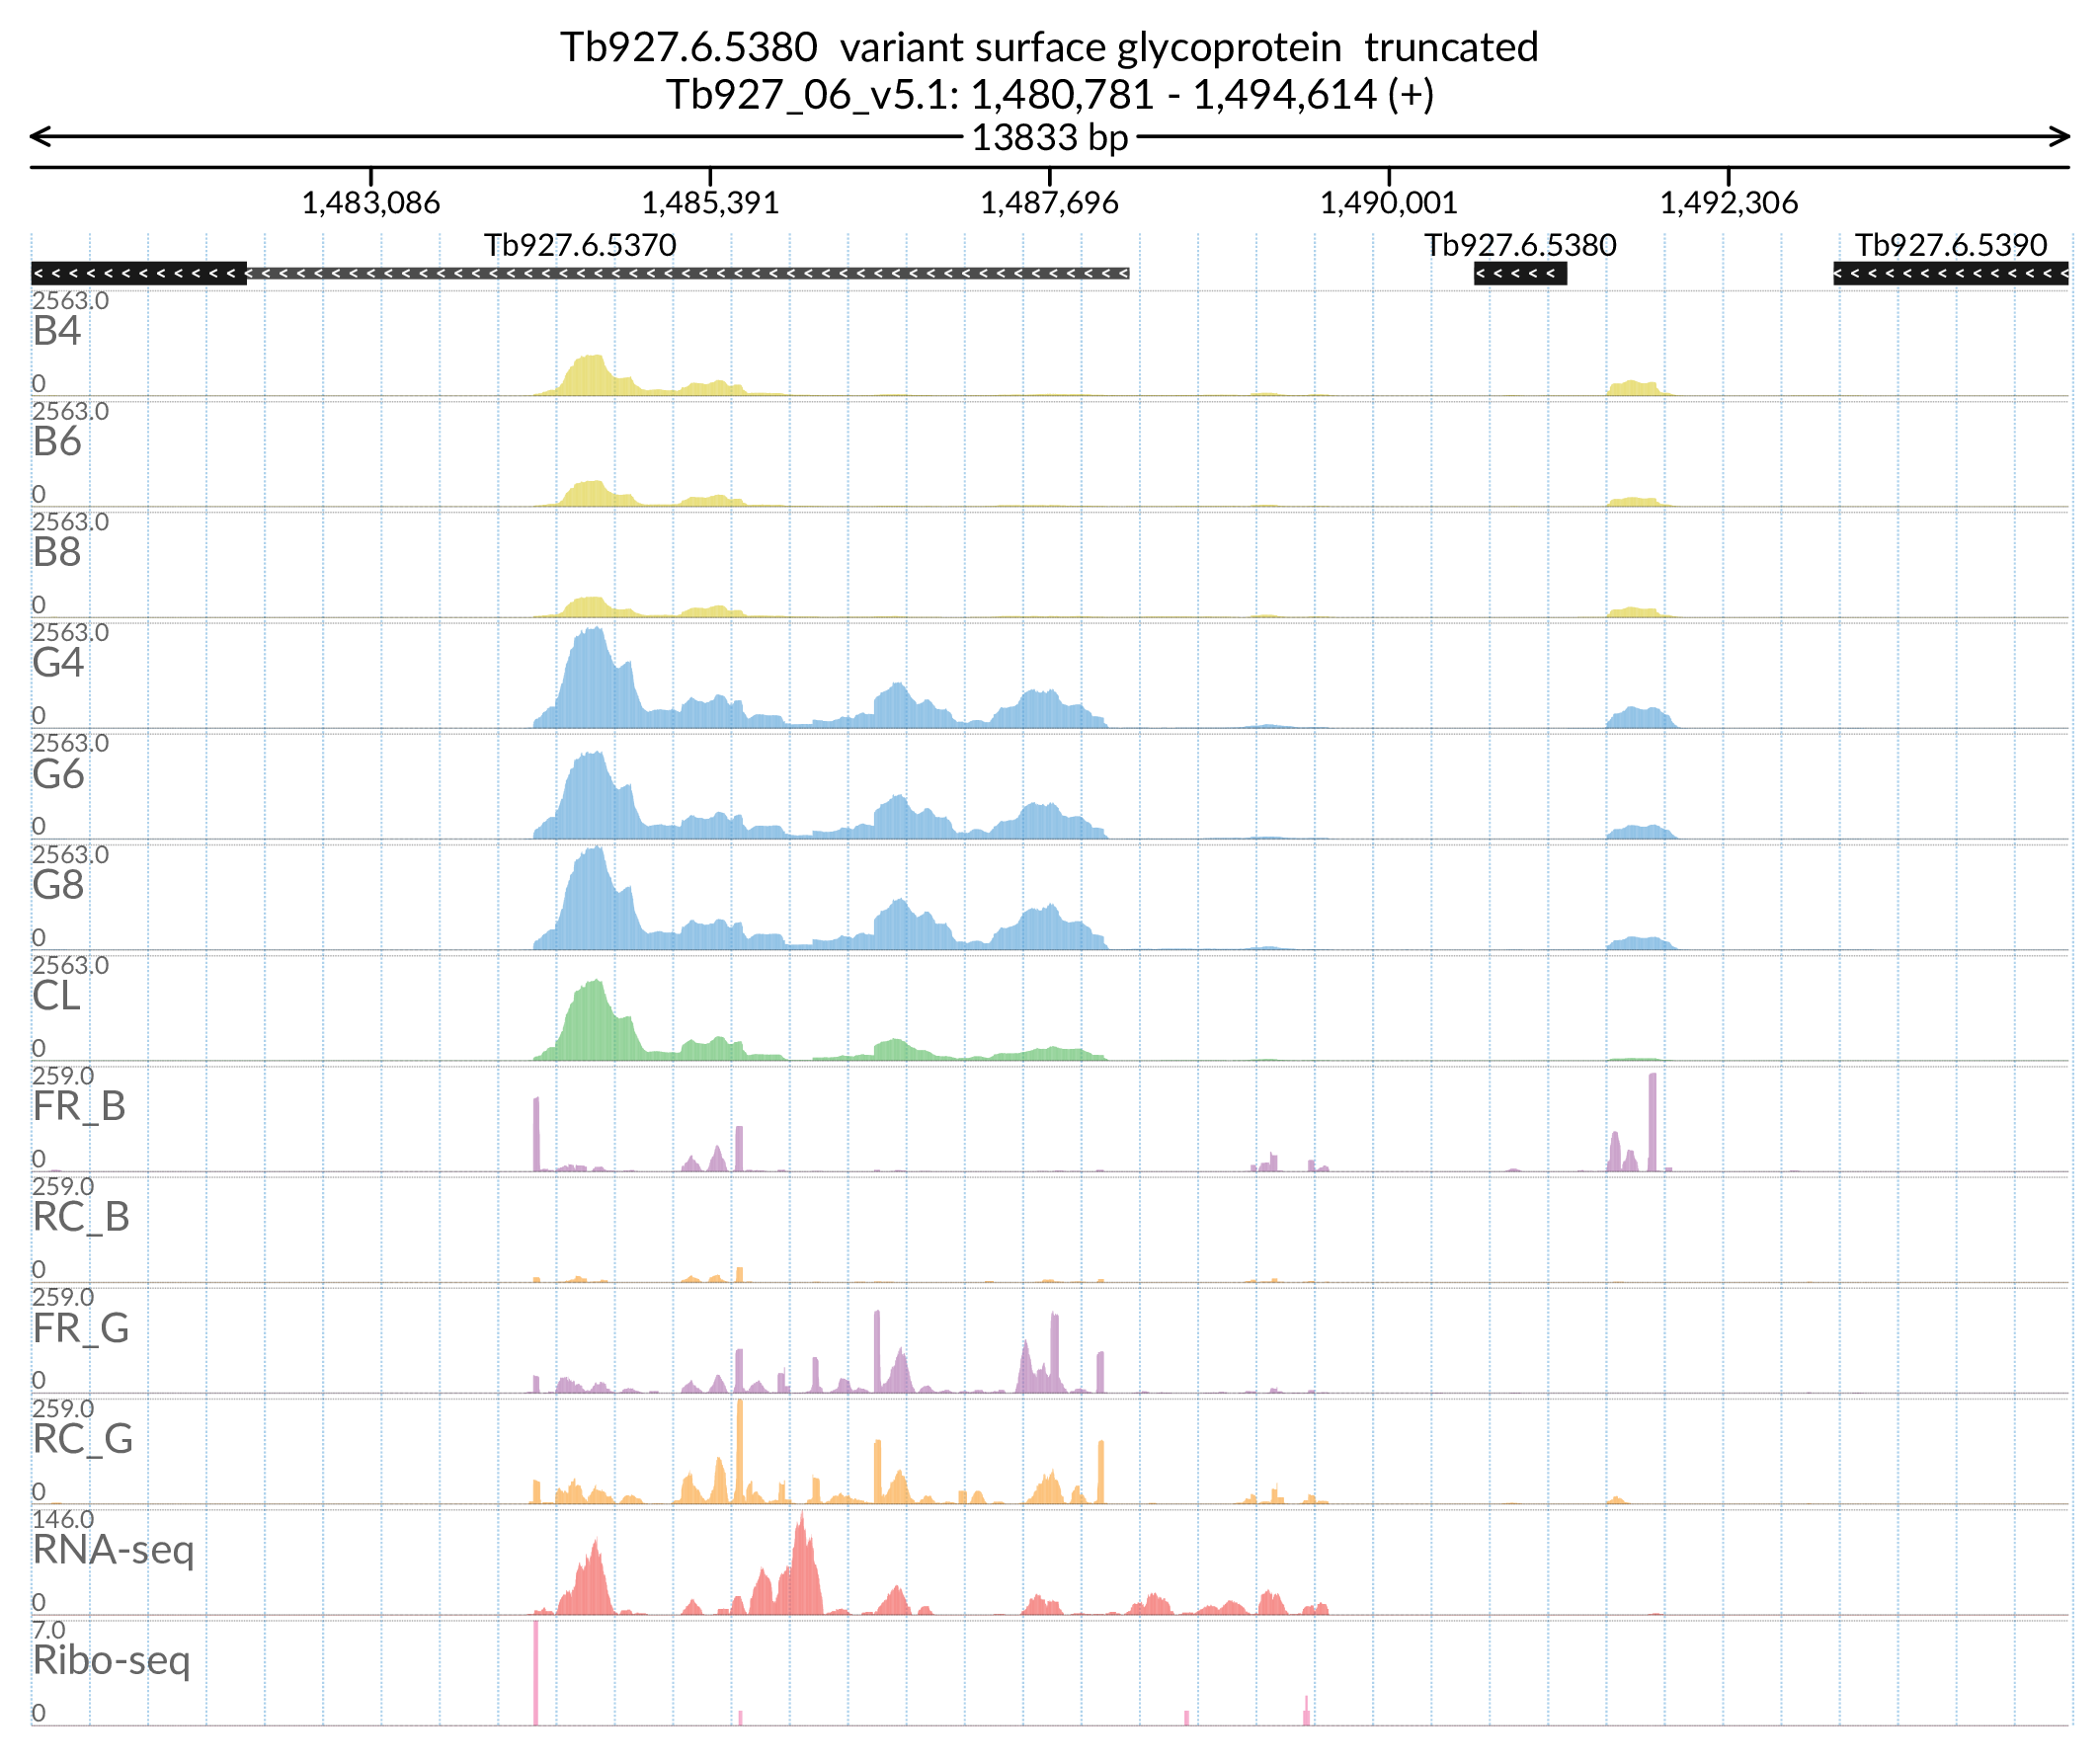 Tb927.6.5380  variant surface glycoprotein  truncated
Tb927_06_v5.1: 1,480,781 - 1,494,614 (+)
13833 bp
1,483,086 1,485,391 1,487,696 1,490,001 1,492,306
Tb927.6.5370 Tb927.6.5380 Tb927.6.5390
2563.0
B4
0
2563.0
B6
0
2563.0
B8
0
2563.0
G4
0
2563.0
G6
0
2563.0
G8
0
2563.0
CL
0
259.0
FR_B
0
259.0
RC_B
0
259.0
FR_G
0
259.0
RC_G
0
146.0
RNA-seq
0
7.0
Ribo-seq
0